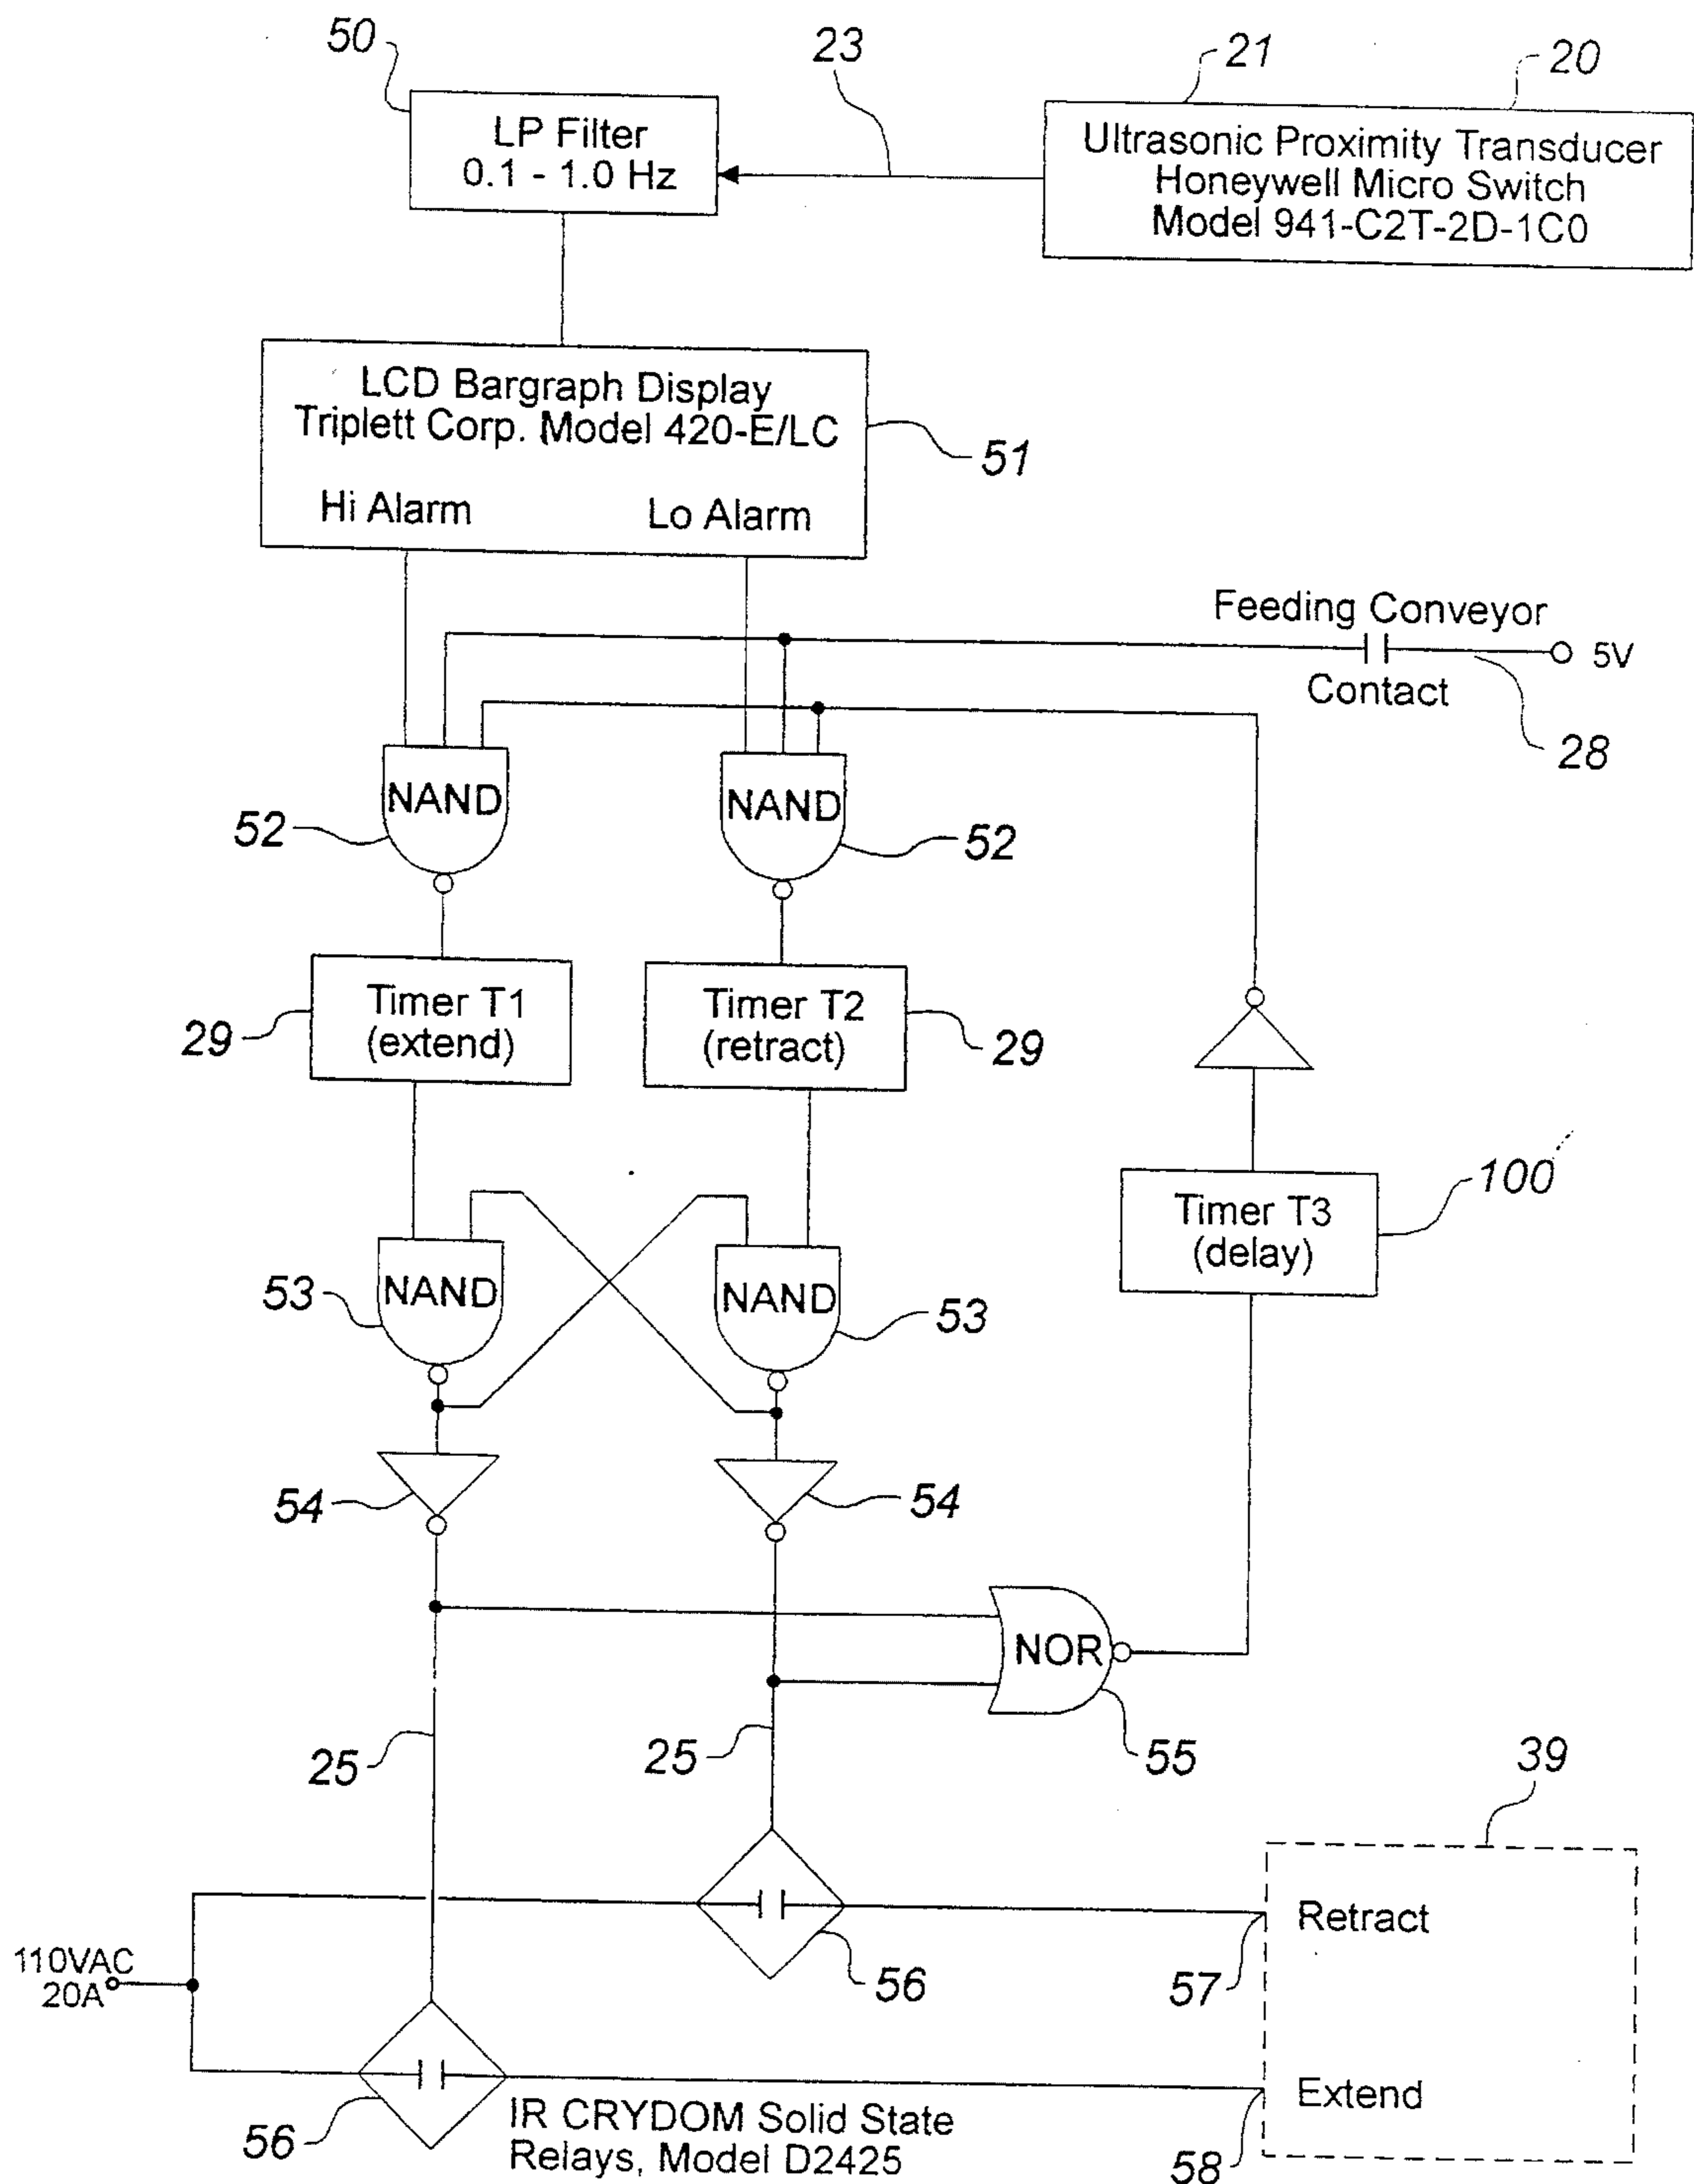 50
23
21
20
LP Filter
0.1 - 1.0 Hz
Ultrasonic Proximity Transducer
Honeywell Micro Switch
Model 941-C2T-2D-1C0
LCD Bargraph Display
Triplett Corp. Model 420-E/LC
51
Hi Alarm
Lo Alarm
Feeding Conveyor
5V
Contact
28
NAND
NAND
52
52
Timer T1
(extend)
Timer T2
(retract)
29
29
Timer T3
(delay)
100
NAND
NAND
53
53
54
54
NOR
55
25
25
39
Retract
110VAC
20A
56
57
Extend
56
IR CRYDOM Solid State
Relays, Model D2425
58